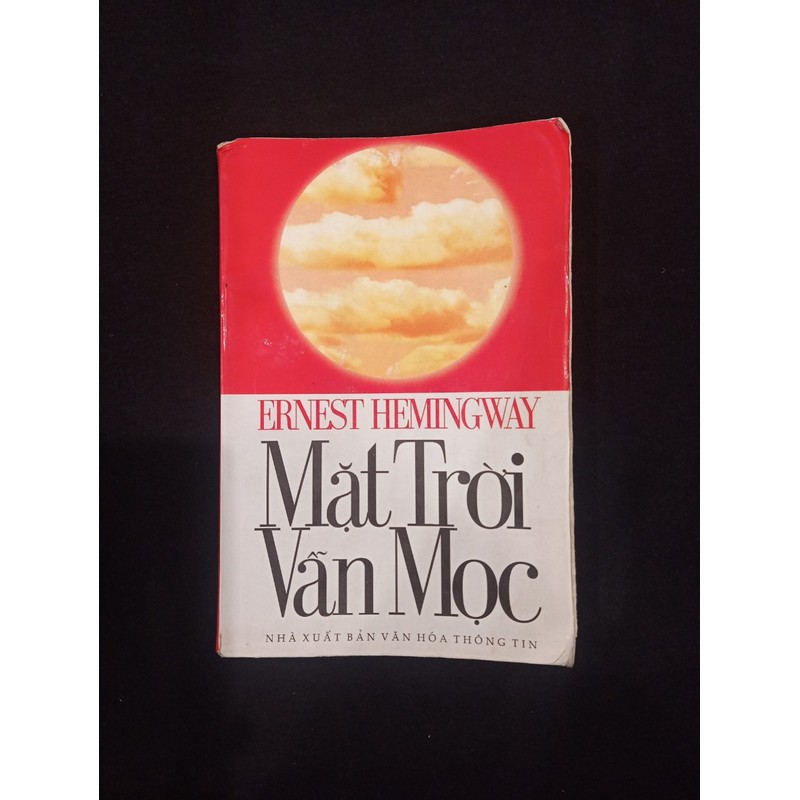 ERNEST HEMINGWAY
Mặt Trời
Vẫn Mọc
NHÀ XUẤT BẢN VĂN HÓA THÔNG TIN